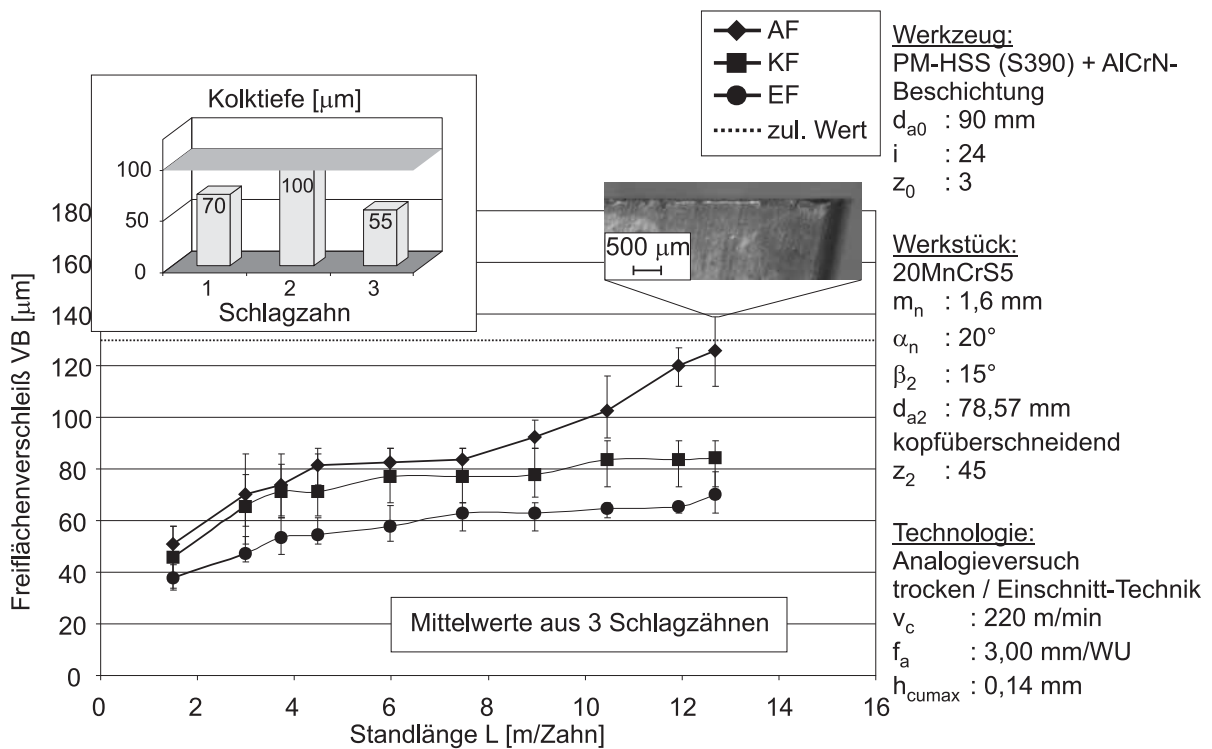 AF
KF
EF
zul. Wert
Kolktiefe [µm]
100
50
0
70
100
55
1
2
3
Schlagzahn
500 µm
Freiflächenverschleiß VB [µm]
180
160
140
120
100
80
60
40
20
0
Mittelwerte aus 3 Schlagzähnen
0
2
4
6
8
10
12
14
16
Standlänge L [m/Zahn]
Werkzeug:
PM-HSS (S390) + AlCrN-
Beschichtung
da0 : 90 mm
i : 24
z0 : 3
Werkstück:
20MnCrS5
mn : 1,6 mm
αn : 20°
β2 : 15°
da2 : 78,57 mm
kopfüberschneidend
z2 : 45
Technologie:
Analogieversuch
trocken / Einschnitt-Technik
vc : 220 m/min
fa : 3,00 mm/WU
hcumax : 0,14 mm